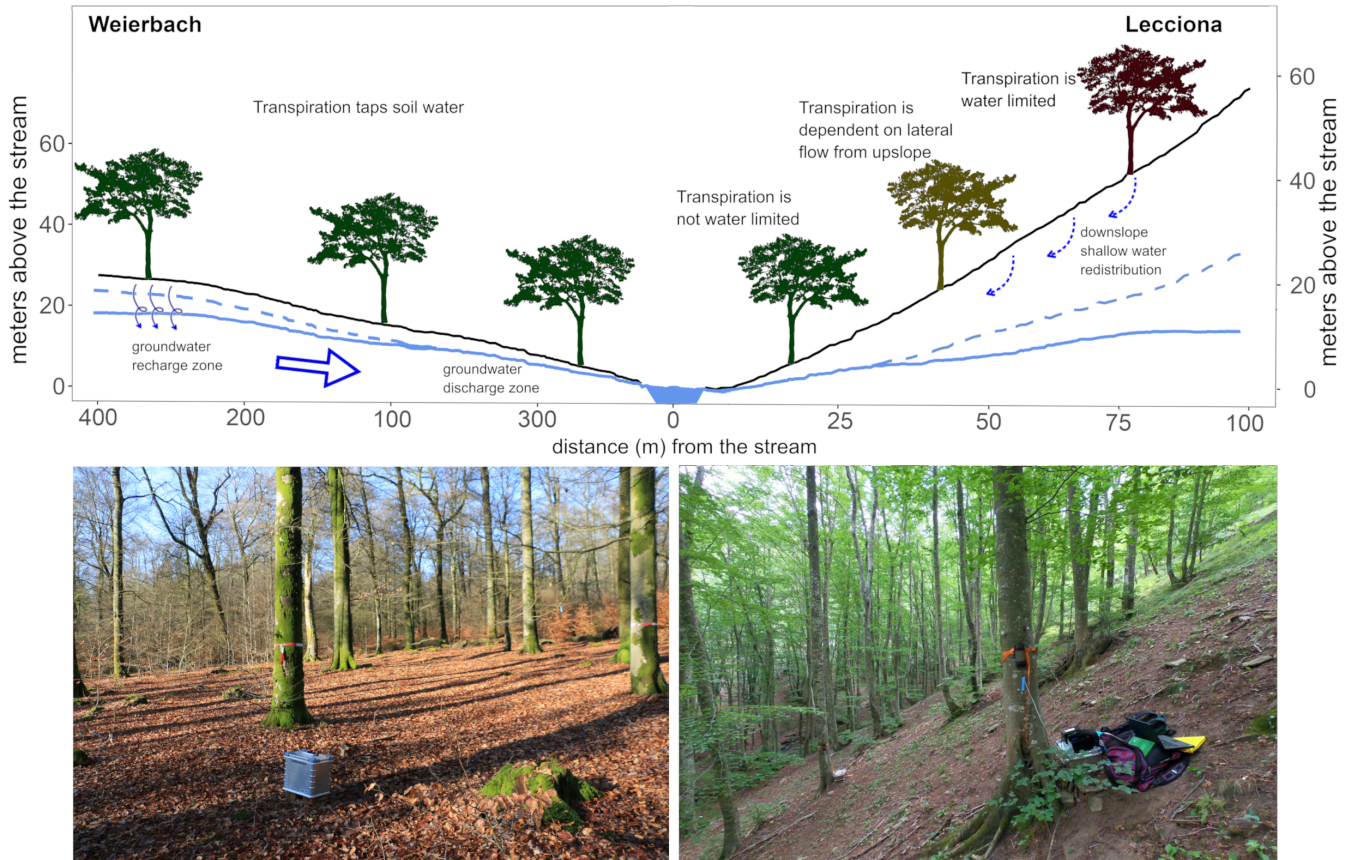 Weierbach
Lecciona
Transpiration taps soil water
Transpiration is
not water limited
Transpiration is
dependent on lateral
flow from upslope
Transpiration is
water limited
downslope
shallow water
redistribution
groundwater
recharge zone
groundwater
discharge zone
meters above the stream
60
40
20
0
meters above the stream
60
40
20
0
400
200
100
300
0
25
50
75
100
distance (m) from the stream